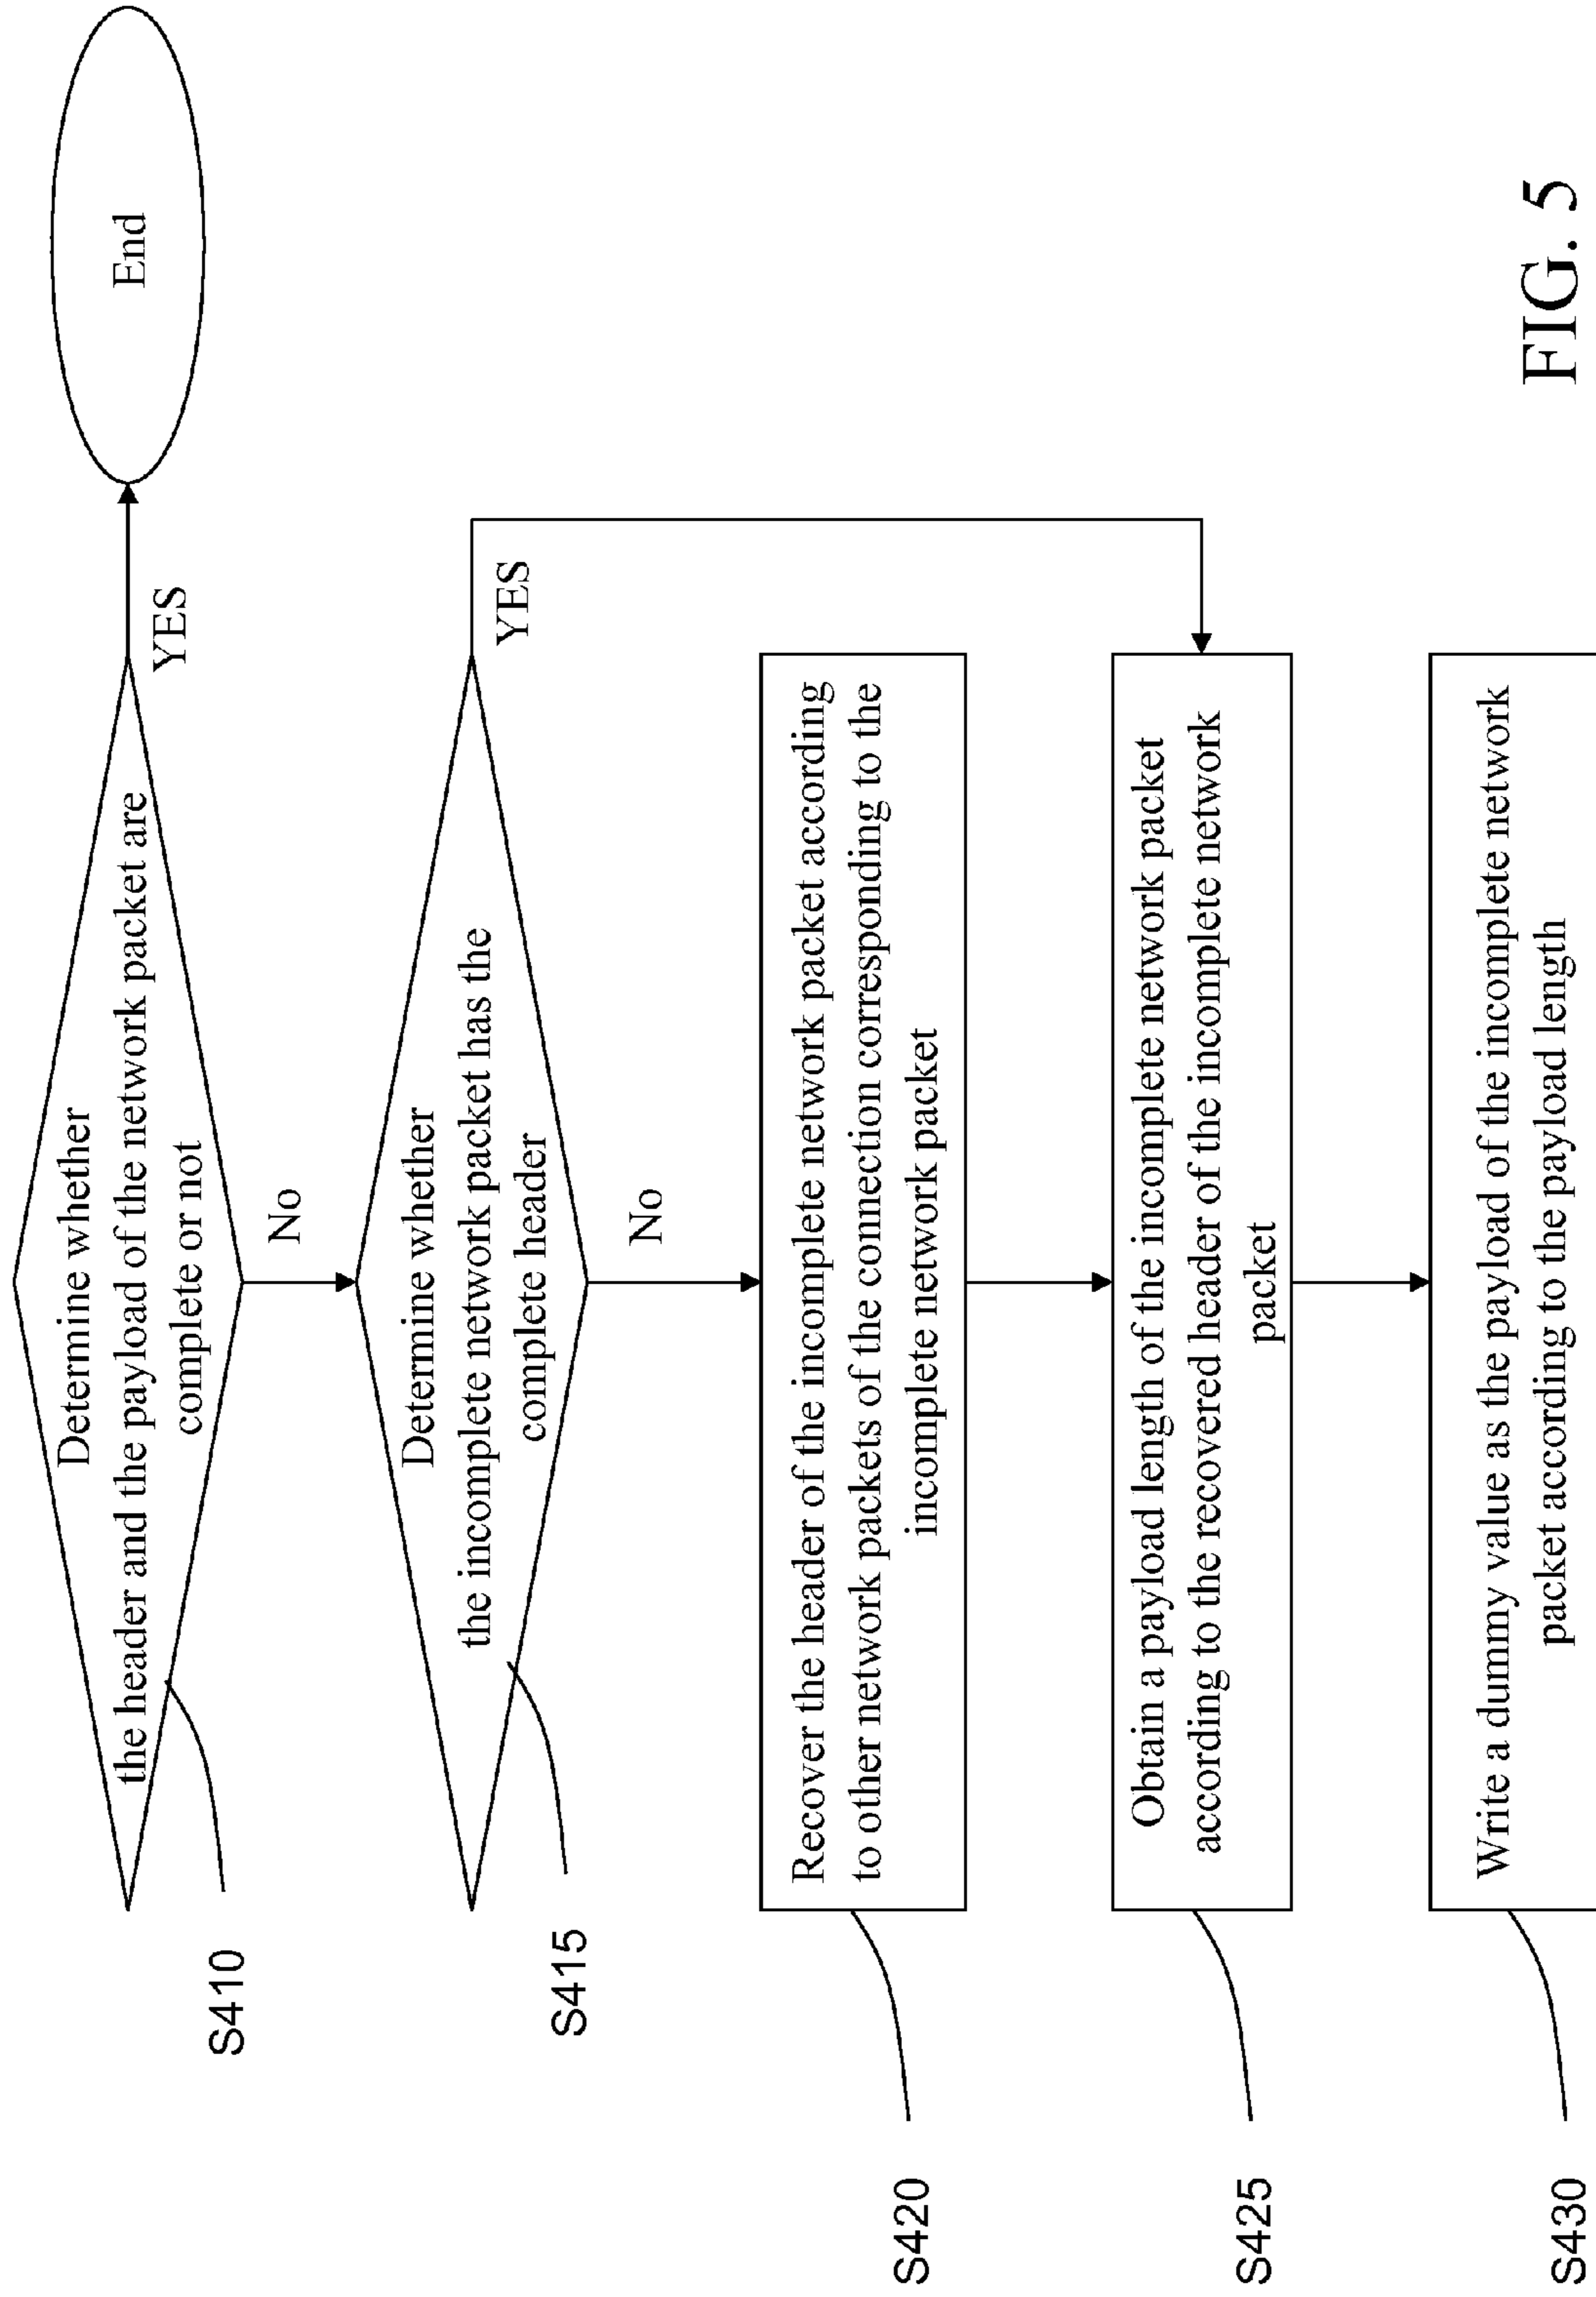 Determine whether
the header and the payload of the network packet are
complete or not
YES
End
S410
No
Determine whether
the incomplete network packet has the
complete header
YES
S415
No
Recover the header of the incomplete network packet according
to other network packets of the connection corresponding to the
incomplete network packet
S420
Obtain a payload length of the incomplete network packet
according to the recovered header of the incomplete network
packet
S425
Write a dummy value as the payload of the incomplete network
packet according to the payload length
S430
FIG. 5